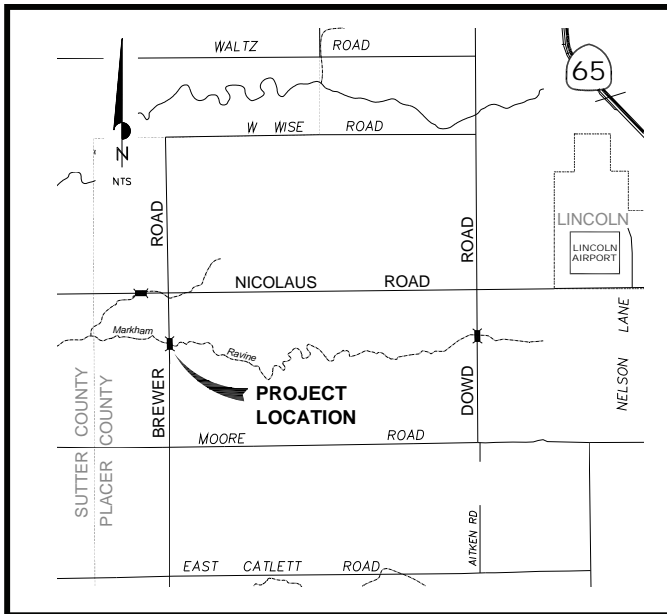 WALTZ ROAD
65
W WISE ROAD
N
NTS
ROAD
ROAD
LINCOLN
LINCOLN
AIRPORT
NICOLAUS ROAD
NELSON LANE
Markham
Ravine
BREWER
PROJECT
LOCATION
DOWD
SUTTER COUNTY
PLACER COUNTY
MOORE ROAD
AITKEN RD
EAST CATLETT ROAD